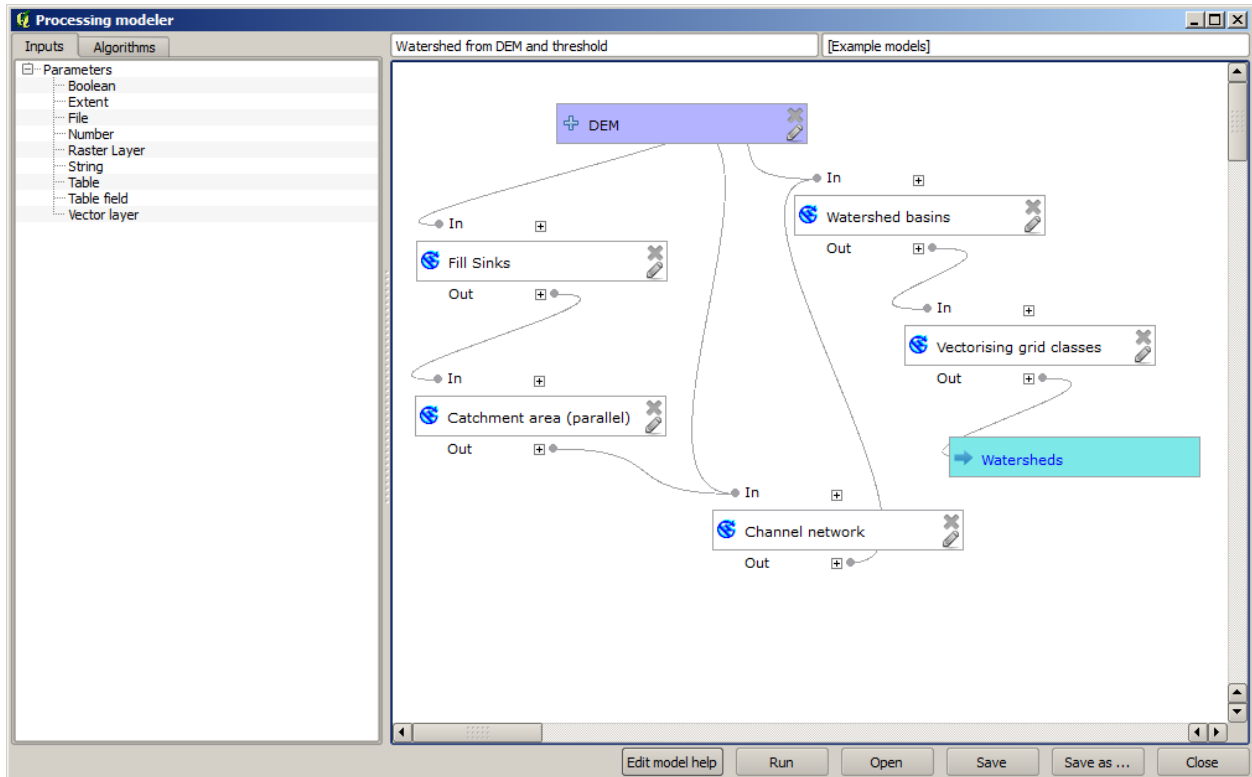 Processing modeler
Inputs
Algorithms
Parameters
Boolean
Extent
File
Number
Raster Layer
String
Table
Table field
Vector layer
Watershed from DEM and threshold
[Example models]
DEM
In
Watershed basins
Out
In
Fill Sinks
Out
In
Vectorising grid classes
Out
In
Catchment area (parallel)
Out
Watersheds
In
Channel network
Out
Edit model help
Run
Open
Save
Save as ...
Close